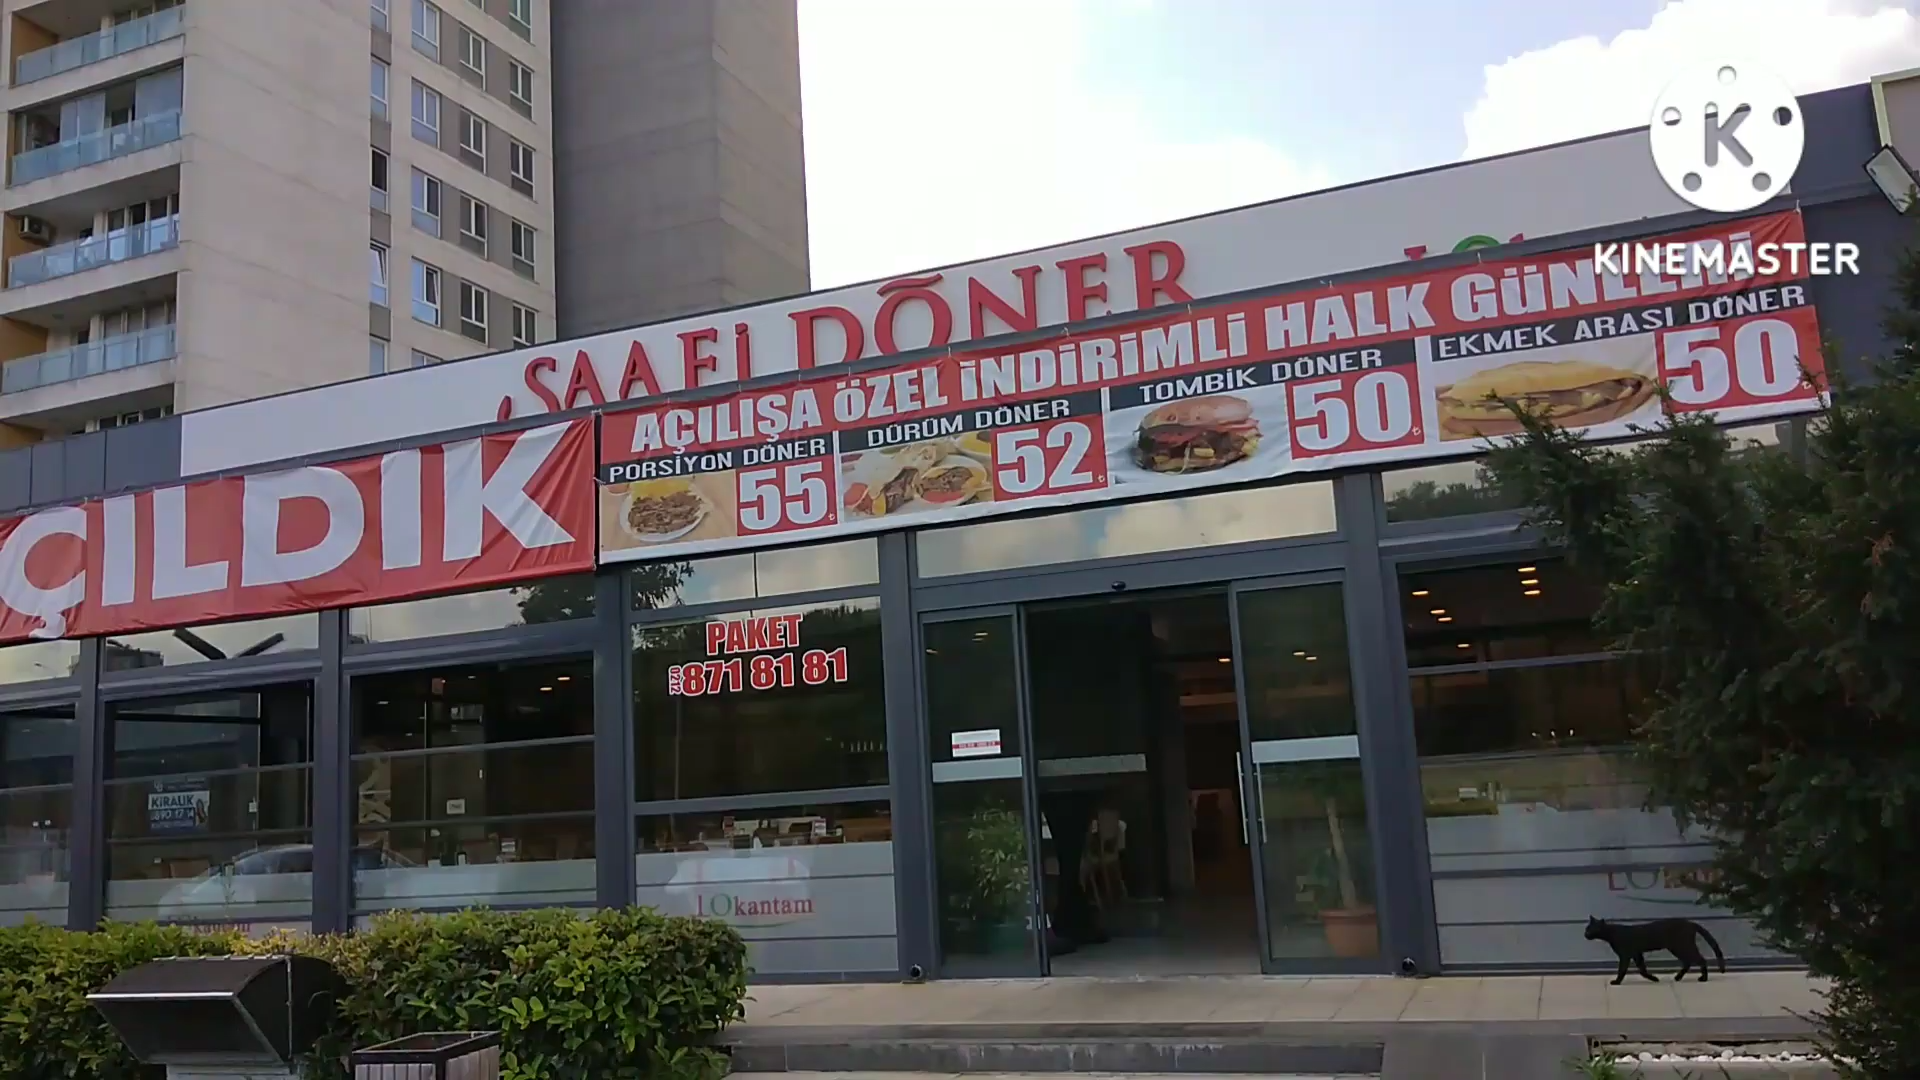 K
KINEMASTER
SAAFİ DÖNER
ÇILDIK
AÇILIŞA ÖZEL İNDİRİMLİ HALK GÜNLERİ
PORSİYON DÖNER
55₺
DÜRÜM DÖNER
52₺
TOMBİK DÖNER
50₺
EKMEK ARASI DÖNER
50₺
PAKET
0212 871 81 81
KİRALIK
LOkantam